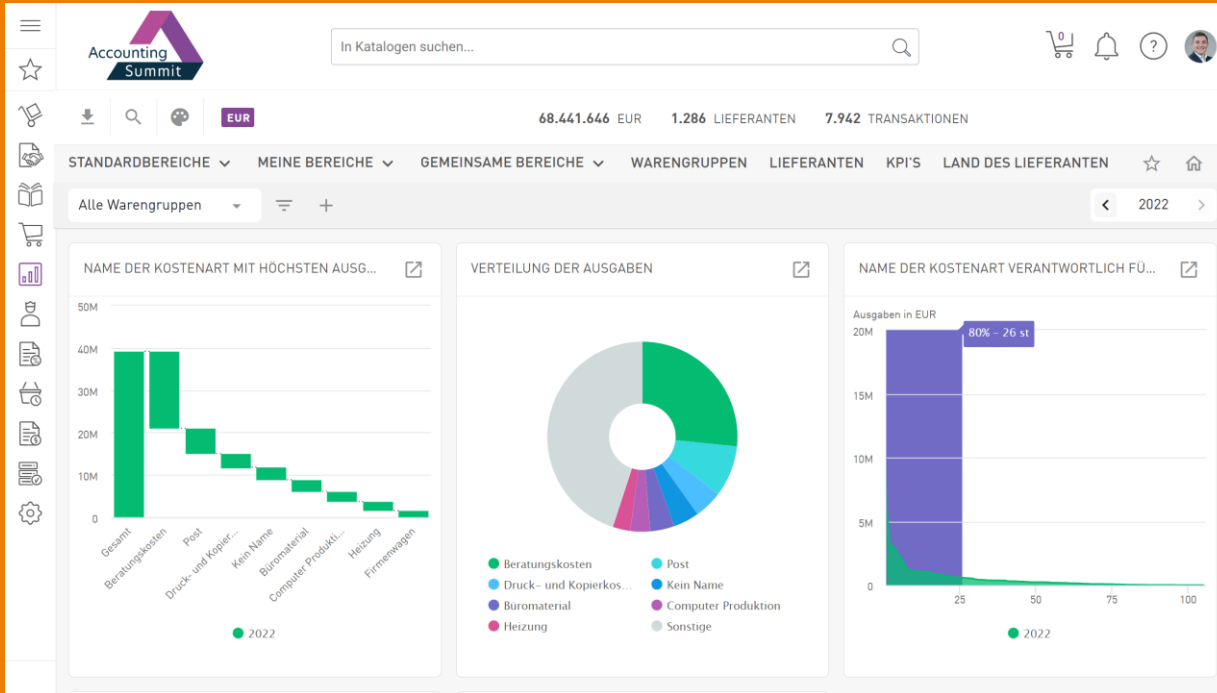 Accounting
Summit
In Katalogen suchen...
0
?
EUR
68.441.646 EUR 1.286 LIEFERANTEN 7.942 TRANSAKTIONEN
STANDARDBEREICHE MEINE BEREICHE GEMEINSAME BEREICHE WARENGRUPPEN LIEFERANTEN KPI'S LAND DES LIEFERANTEN
Alle Warengruppen
2022
NAME DER KOSTENART MIT HÖCHSTEN AUSG...
50M
40M
30M
20M
10M
0
Gesamt
Beratungskosten
Post
Druck- und Kopier...
Kein Name
Büromaterial
Computer Produkti...
Heizung
Firmenwagen
2022
VERTEILUNG DER AUSGABEN
Beratungskosten Post
Druck- und Kopierkos... Kein Name
Büromaterial Computer Produktion
Heizung Sonstige
NAME DER KOSTENART VERANTWORTLICH FÜ...
Ausgaben in EUR
80% - 26 st
20M
15M
10M
5M
0
25 50 75 100
2022